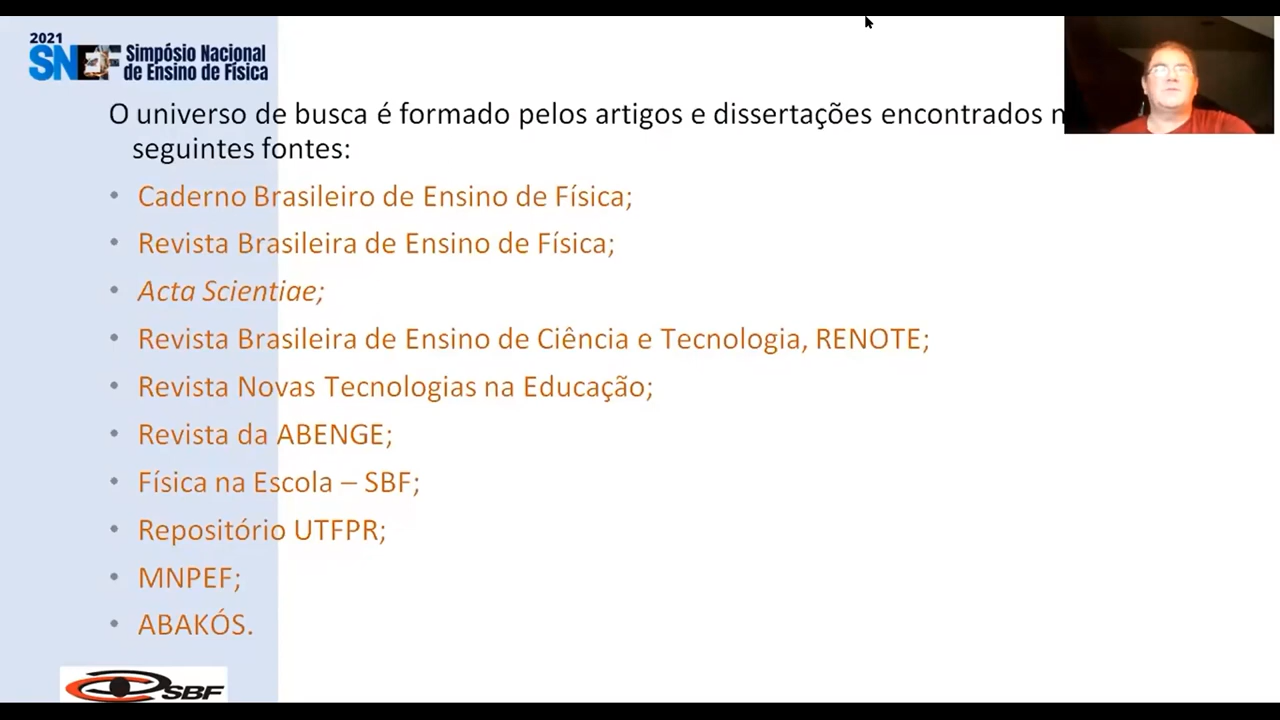 2021
SNEF Simpósio Nacional
de Ensino de Física
O universo de busca é formado pelos artigos e dissertações encontrados
seguintes fontes:
• Caderno Brasileiro de Ensino de Física;
• Revista Brasileira de Ensino de Física;
• Acta Scientiae;
• Revista Brasileira de Ensino de Ciência e Tecnologia, RENOTE;
• Revista Novas Tecnologias na Educação;
• Revista da ABENGE;
• Física na Escola – SBF;
• Repositório UTFPR;
• MNPEF;
• ABAKÓS.
SBF